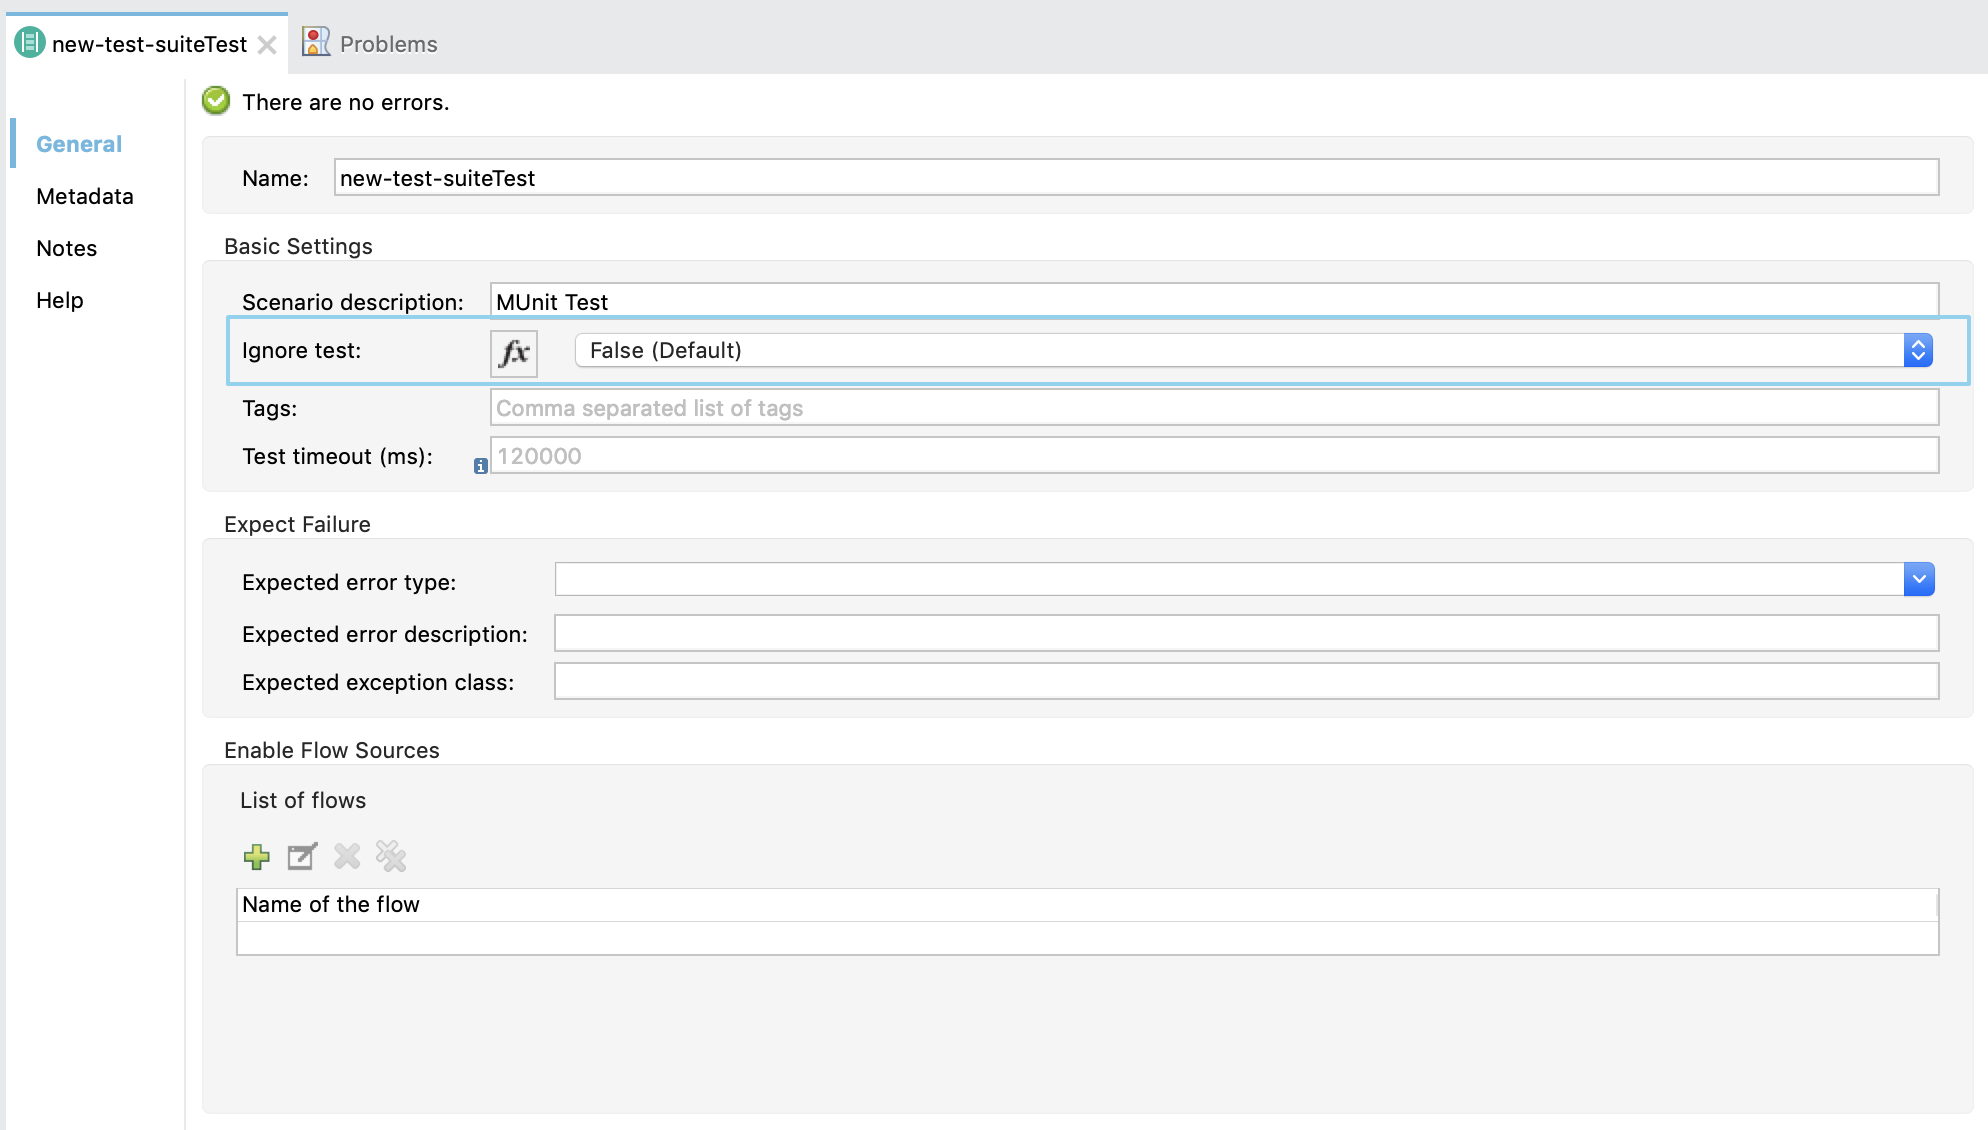 new-test-suiteTest
Problems
General
Metadata
Notes
Help
There are no errors.
Name: new-test-suiteTest
Basic Settings
Scenario description: MUnit Test
Ignore test: fx False (Default)
Tags: Comma separated list of tags
Test timeout (ms): 120000
Expect Failure
Expected error type:
Expected error description:
Expected exception class:
Enable Flow Sources
List of flows
Name of the flow